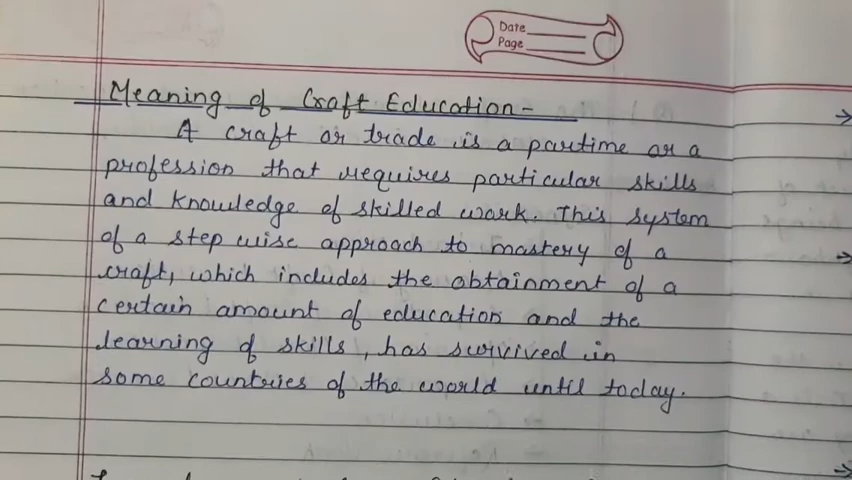 Date
Page
Meaning of Craft Education -
A craft or trade is a partime or a
profession that requires particular skills
and knowledge of skilled work. This system
of a step wise approach to mastery of a
craft, which includes the obtainment of a
certain amount of education and the
learning of skills, has survived in
some countries of the world until today.